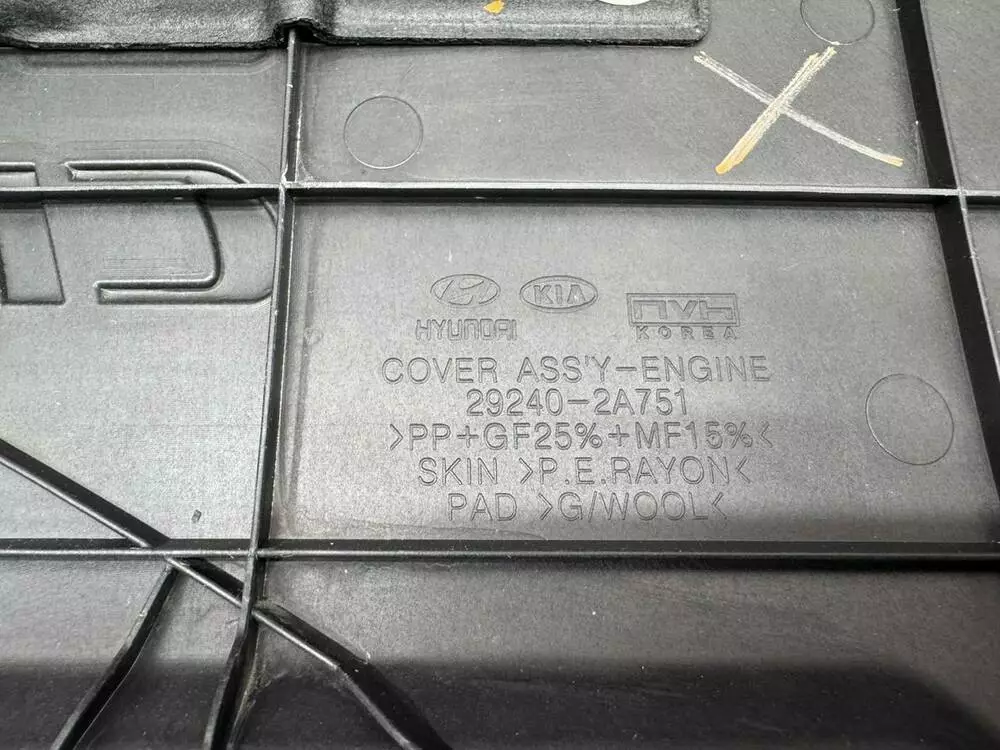 HYUNDAI
KIA
NVH
KOREA
COVER ASS'Y-ENGINE
29240-2A751
>PP+GF25%+MF15%<
SKIN >P.E.RAYON<
PAD >G/WOOL<